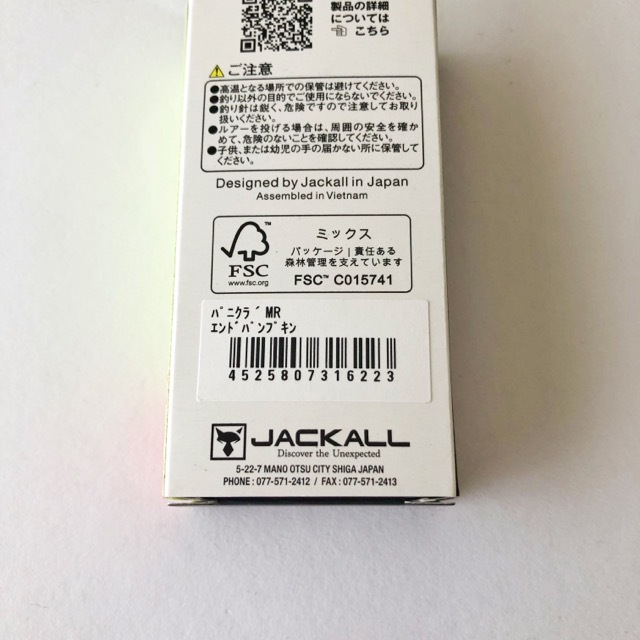 製品の詳細
については
こちら
ご注意
●高温となる場所での保管は避けてください。
●釣り以外の目的でご使用にならないでください。
●釣り針は鋭く、危険ですので注意してお取り
扱いください。
●ルアーを投げる場合は、周囲の安全を確か
めて、危険のないことを確認してください。
●子供、または幼児の手の届かない所に保管して
ください。
Designed by Jackall in Japan
Assembled in Vietnam
FSC
www.fsc.org
ミックス
パッケージ|責任ある
森林管理を支えています
FSC™ C015741
ﾊﾟﾆｸﾗ゛MR
ｴﾝﾄﾞﾊﾟﾝﾌﾟｷﾝ
4525807316223
JACKALL
Discover the Unexpected
5-22-7 MANO OTSU CITY SHIGA JAPAN
PHONE : 077-571-2412 / FAX : 077-571-2413